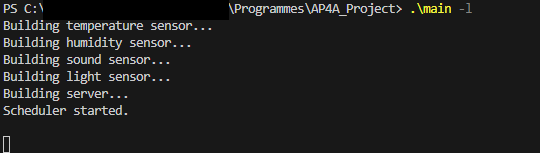 PS C:\ \Programmes\AP4A_Project> .\main -l
Building temperature sensor...
Building humidity sensor...
Building sound sensor...
Building light sensor...
Building server...
Scheduler started.